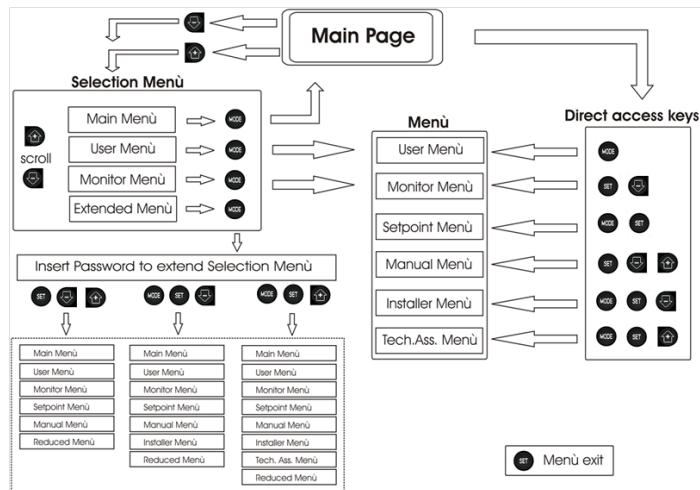 Main Page
Selection Menù
Main Menù
MODE
User Menù
MODE
scroll
Monitor Menù
MODE
Extended Menù
MODE
Insert Password to extend Selection Menù
SET
MODE SET
MODE SET
Main Menù
User Menù
Monitor Menù
Setpoint Menù
Manual Menù
Reduced Menù
Main Menù
User Menù
Monitor Menù
Setpoint Menù
Manual Menù
Installer Menù
Reduced Menù
Main Menù
User Menù
Monitor Menù
Setpoint Menù
Manual Menù
Installer Menù
Tech. Ass. Menù
Reduced Menù
Menù
User Menù
Monitor Menù
Setpoint Menù
Manual Menù
Installer Menù
Tech.Ass. Menù
Direct access keys
MODE
SET
MODE SET
SET
MODE SET
MODE SET
SET Menù exit